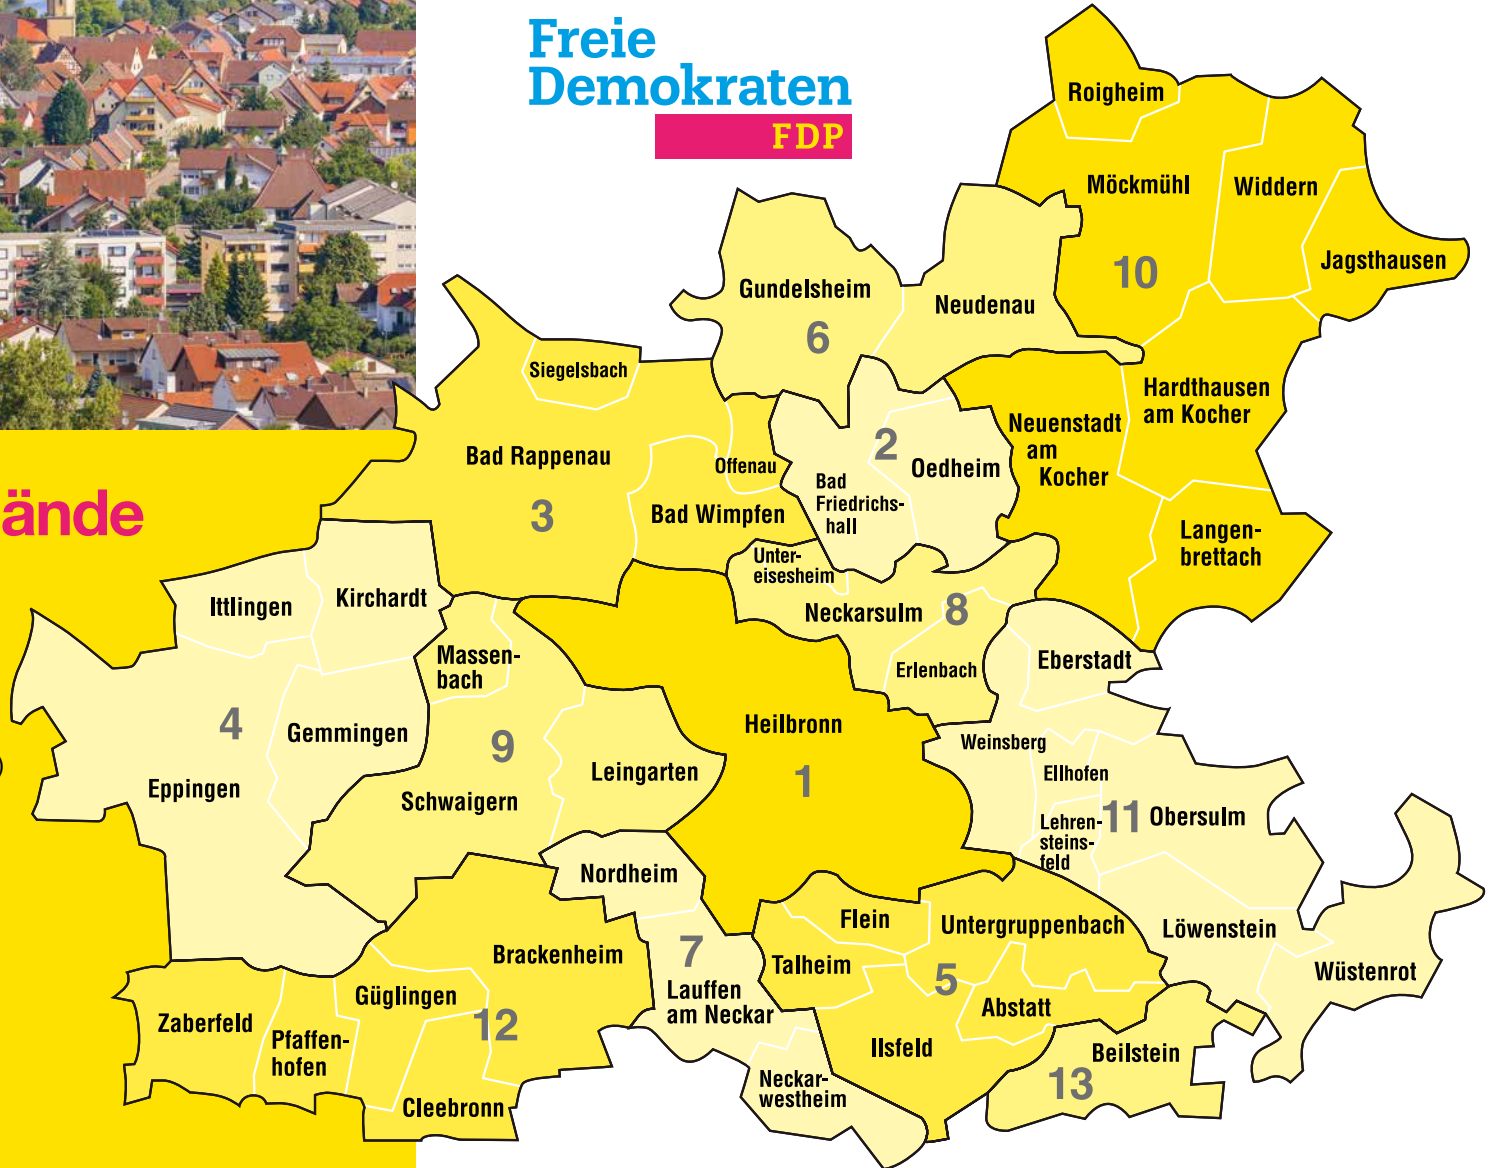 Freie
Demokraten
FDP
ände
)
Roigheim
Möckmühl
Widdern
Jagsthausen
10
Gundelsheim
6
Neudenau
Hardthausen
am Kocher
Neuenstadt
am
Kocher
Langen-
brettach
Siegelsbach
Bad Rappenau
3
Offenau
Bad Wimpfen
2
Oedheim
Bad
Friedrichs-
hall
Unter-
eisesheim
Neckarsulm
8
Erlenbach
Ittlingen
Kirchardt
4
Gemmingen
Eppingen
Massen-
bach
9
Schwaigern
Leingarten
Heilbronn
1
Eberstadt
Weinsberg
Ellhofen
Lehren-
steins-
feld
11
Obersulm
Löwenstein
Wüstenrot
Nordheim
7
Lauffen
am Neckar
Neckar-
westheim
Flein
Untergruppenbach
Talheim
5
Abstatt
Ilsfeld
Beilstein
13
Brackenheim
Güglingen
12
Zaberfeld
Pfaffen-
hofen
Cleebronn